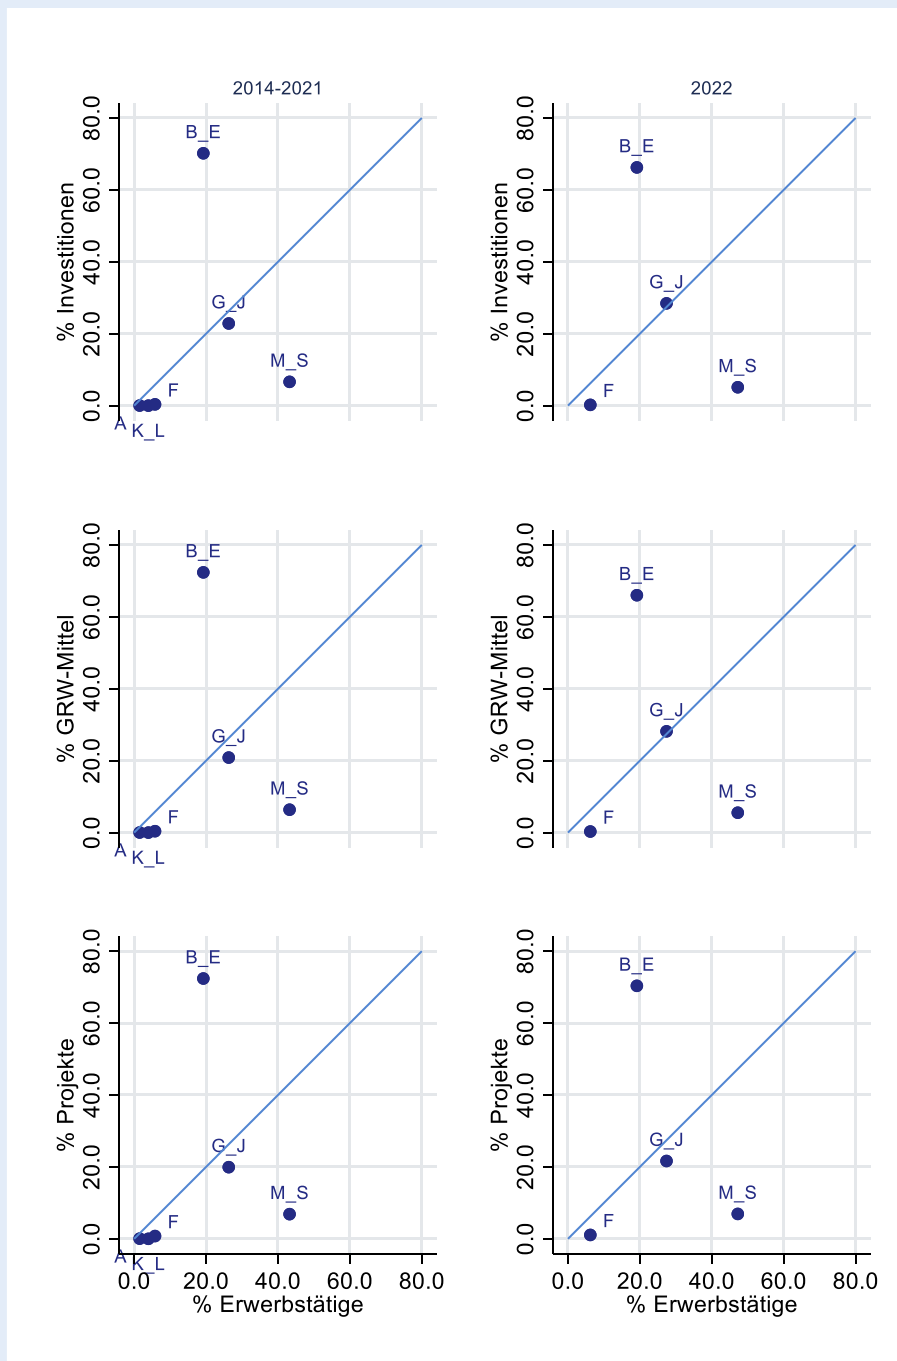 2014-2021
2022
% Investitionen
80.0
60.0
40.0
20.0
0.0
B_E
G_J
M_S
F
A
K_L
% Investitionen
80.0
60.0
40.0
20.0
0.0
B_E
G_J
M_S
F
% GRW-Mittel
80.0
60.0
40.0
20.0
0.0
B_E
G_J
M_S
F
A
K_L
% GRW-Mittel
80.0
60.0
40.0
20.0
0.0
B_E
G_J
M_S
F
% Projekte
80.0
60.0
40.0
20.0
0.0
B_E
G_J
M_S
F
A
K_L
0.0 20.0 40.0 60.0 80.0
% Erwerbstätige
% Projekte
80.0
60.0
40.0
20.0
0.0
B_E
G_J
M_S
F
0.0 20.0 40.0 60.0 80.0
% Erwerbstätige